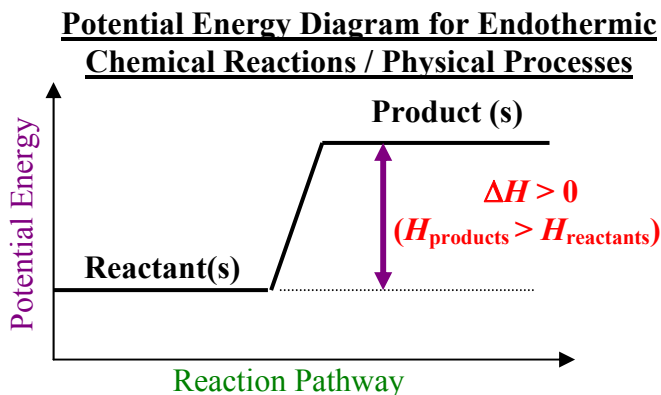 Potential Energy Diagram for Endothermic
Chemical Reactions / Physical Processes
Product (s)
ΔH > 0
(Hproducts > Hreactants)
Reactant(s)
Potential Energy
Reaction Pathway